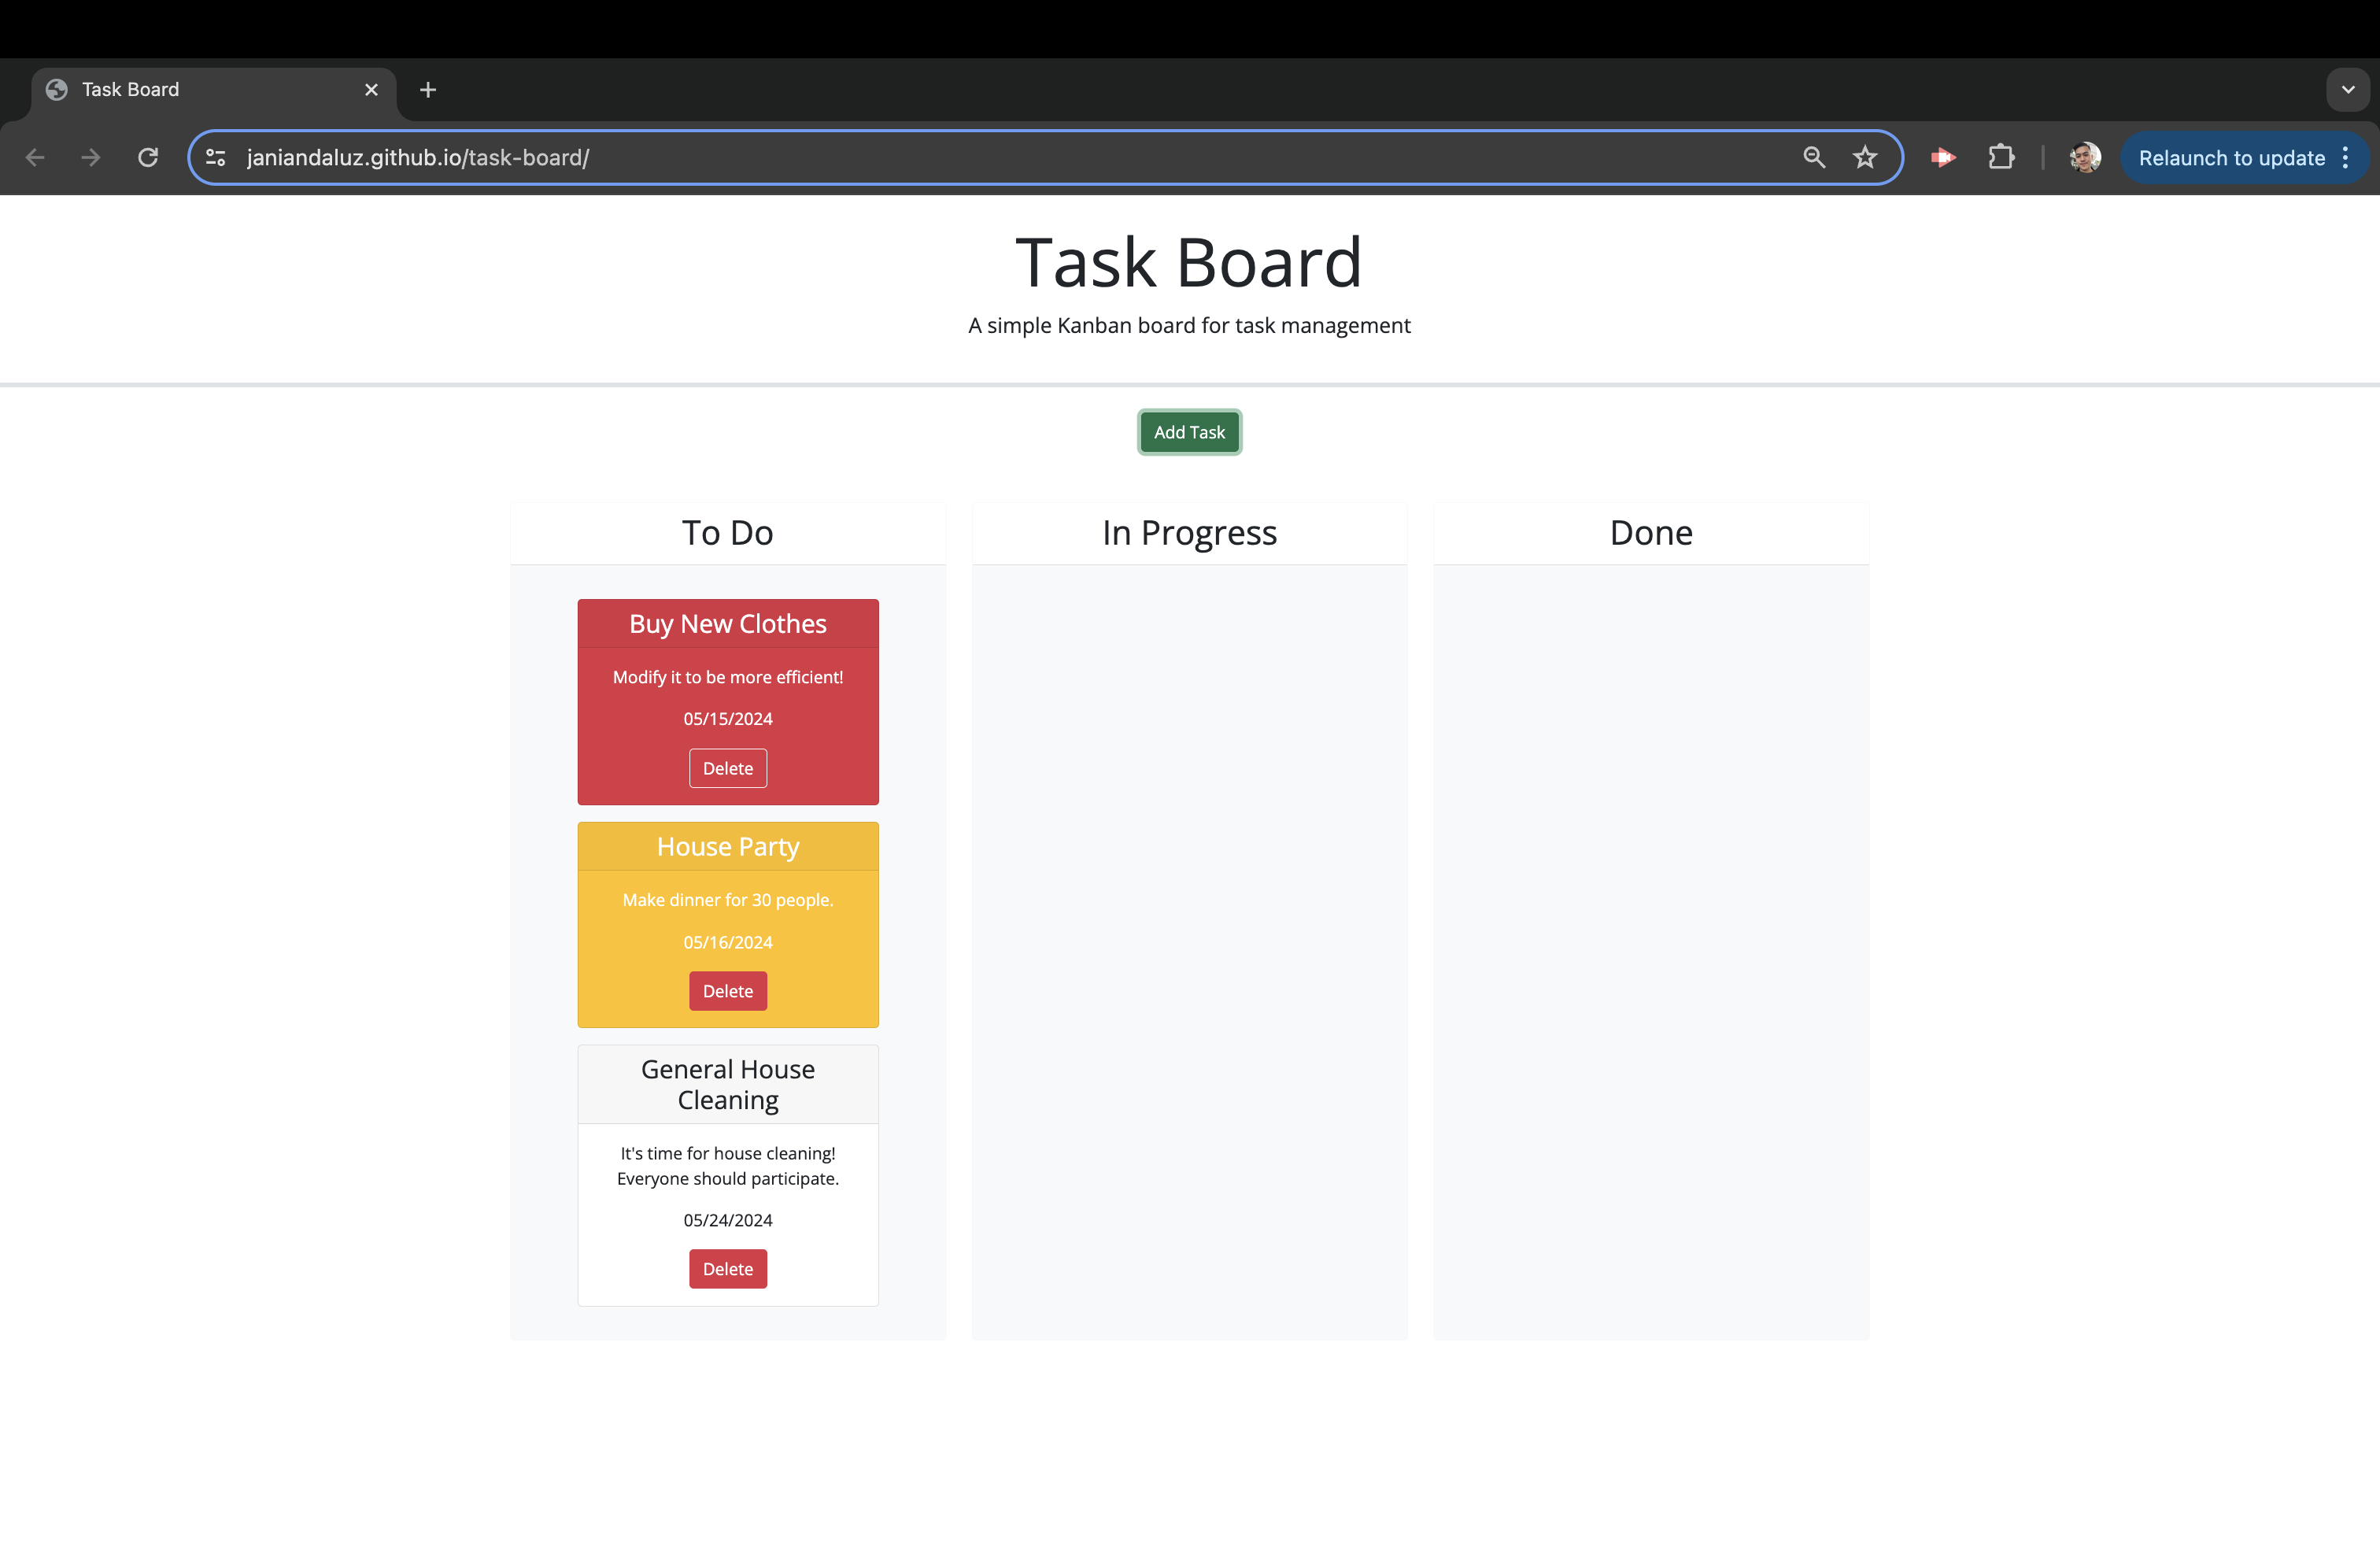 Task Board
janiandaluz.github.io/task-board/
Relaunch to update
Task Board
A simple Kanban board for task management
Add Task
To Do
In Progress
Done
Buy New Clothes
Modify it to be more efficient!
05/15/2024
Delete
House Party
Make dinner for 30 people.
05/16/2024
Delete
General House
Cleaning
It's time for house cleaning!
Everyone should participate.
05/24/2024
Delete